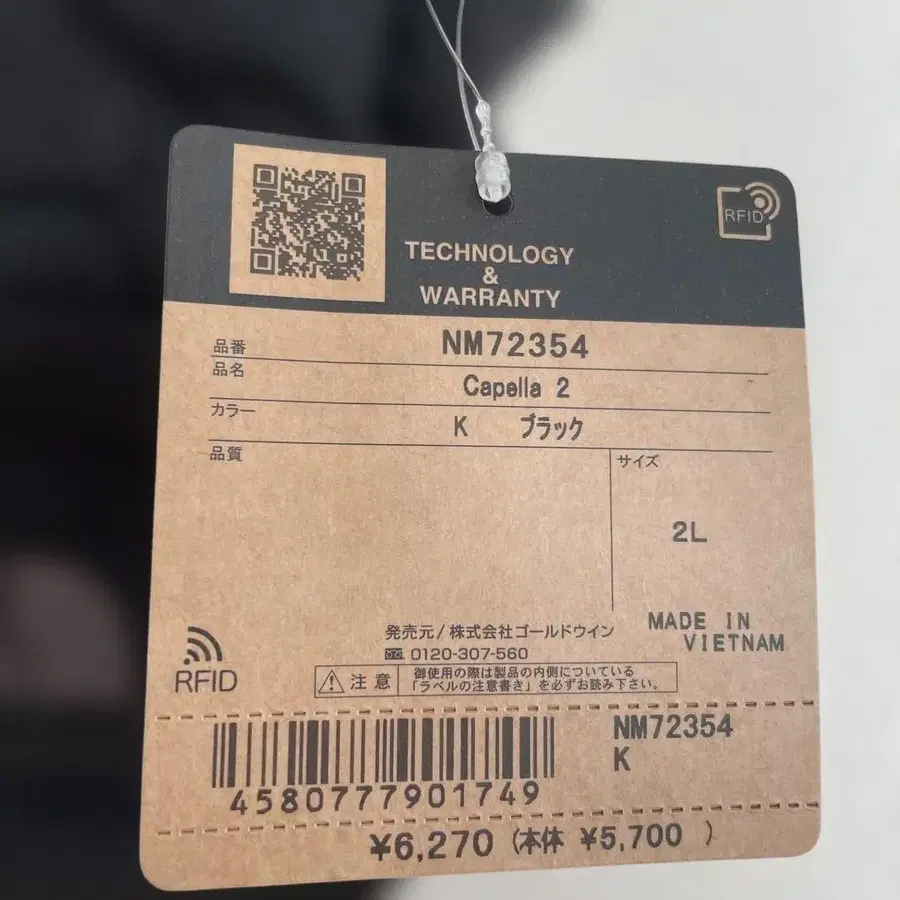 RFID
TECHNOLOGY
&
WARRANTY
品番 NM72354
品名 Capella 2
カラー K ブラック
品質
サイズ
2L
発売元/株式会社ゴールドウイン
0120-307-560
MADE IN
VIETNAM
RFID
注意 御使用の際は製品の内側についている
「ラベルの注意書き」を必ずお読み下さい。
NM72354
K
4580777901749
¥6,270 (本体 ¥5,700 )